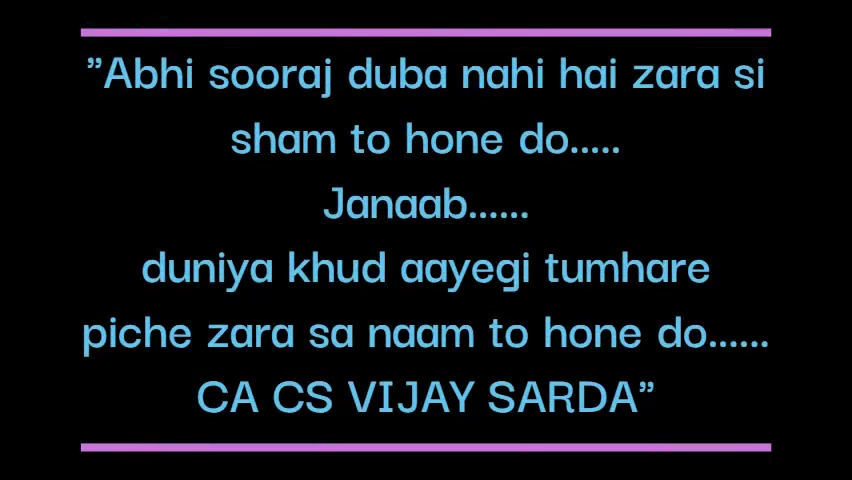 ”Abhi sooraj duba nahi hai zara si
sham to hone do.....
Janaab......
duniya khud aayegi tumhare
piche zara sa naam to hone do......
CA CS VIJAY SARDA”